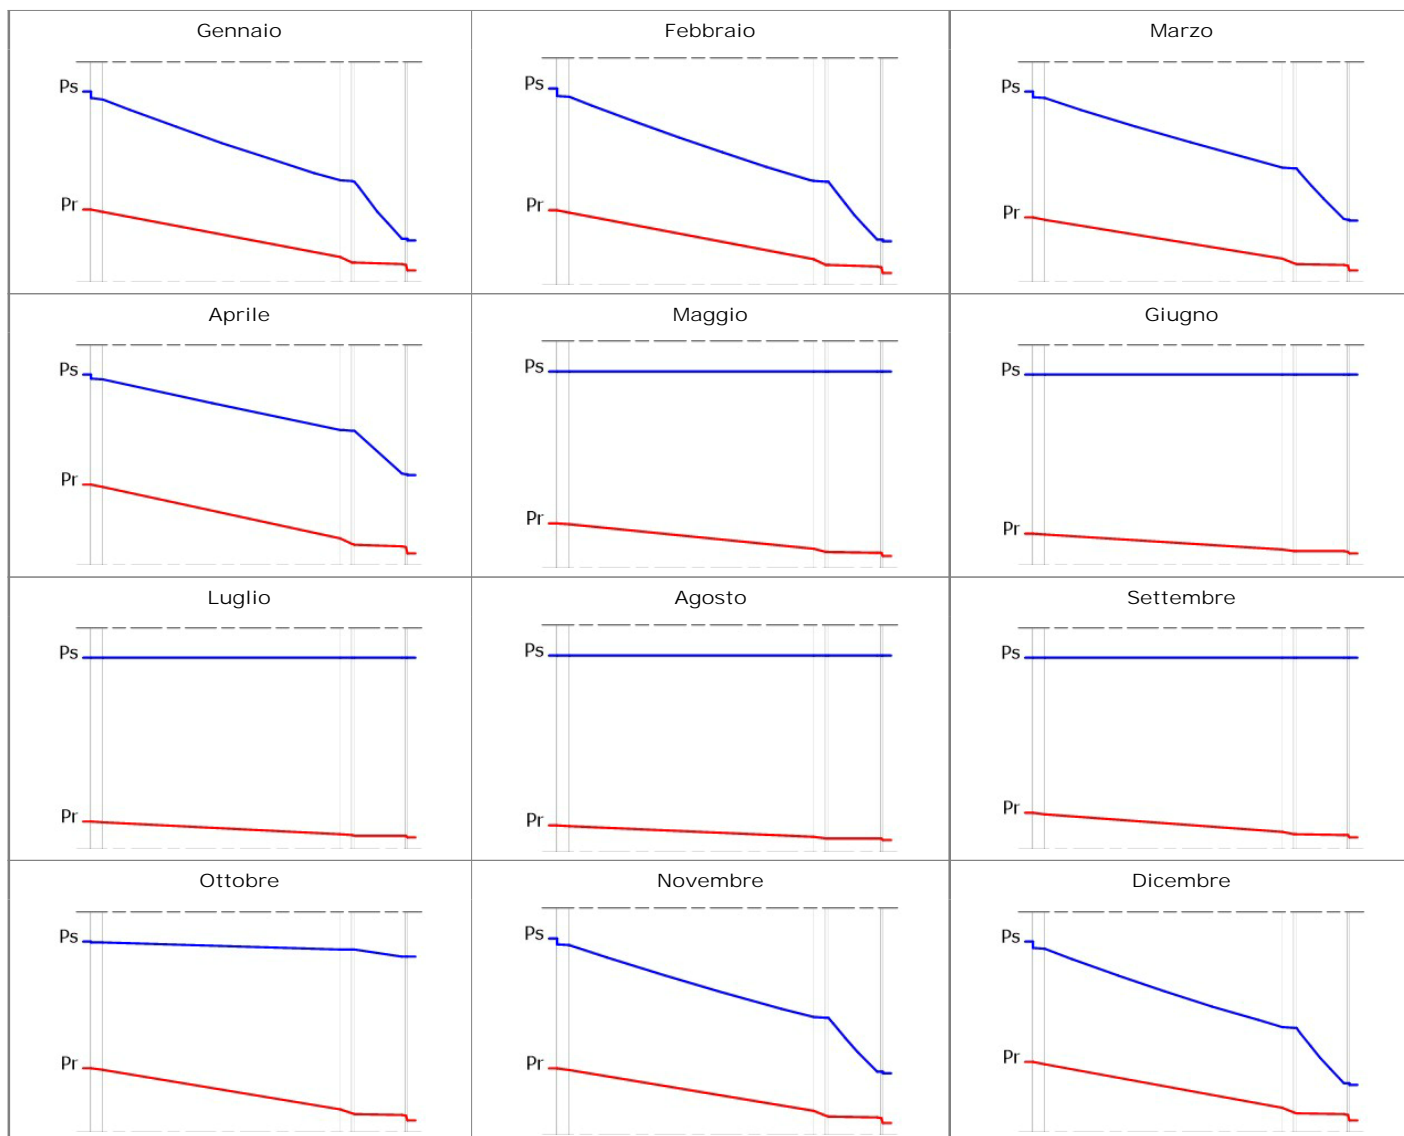 Gennaio Febbraio Marzo
Ps Ps Ps
Pr Pr Pr
Aprile Maggio Giugno
Ps Ps Ps
Pr Pr Pr
Luglio Agosto Settembre
Ps Ps Ps
Pr Pr Pr
Ottobre Novembre Dicembre
Ps Ps Ps
Pr Pr Pr